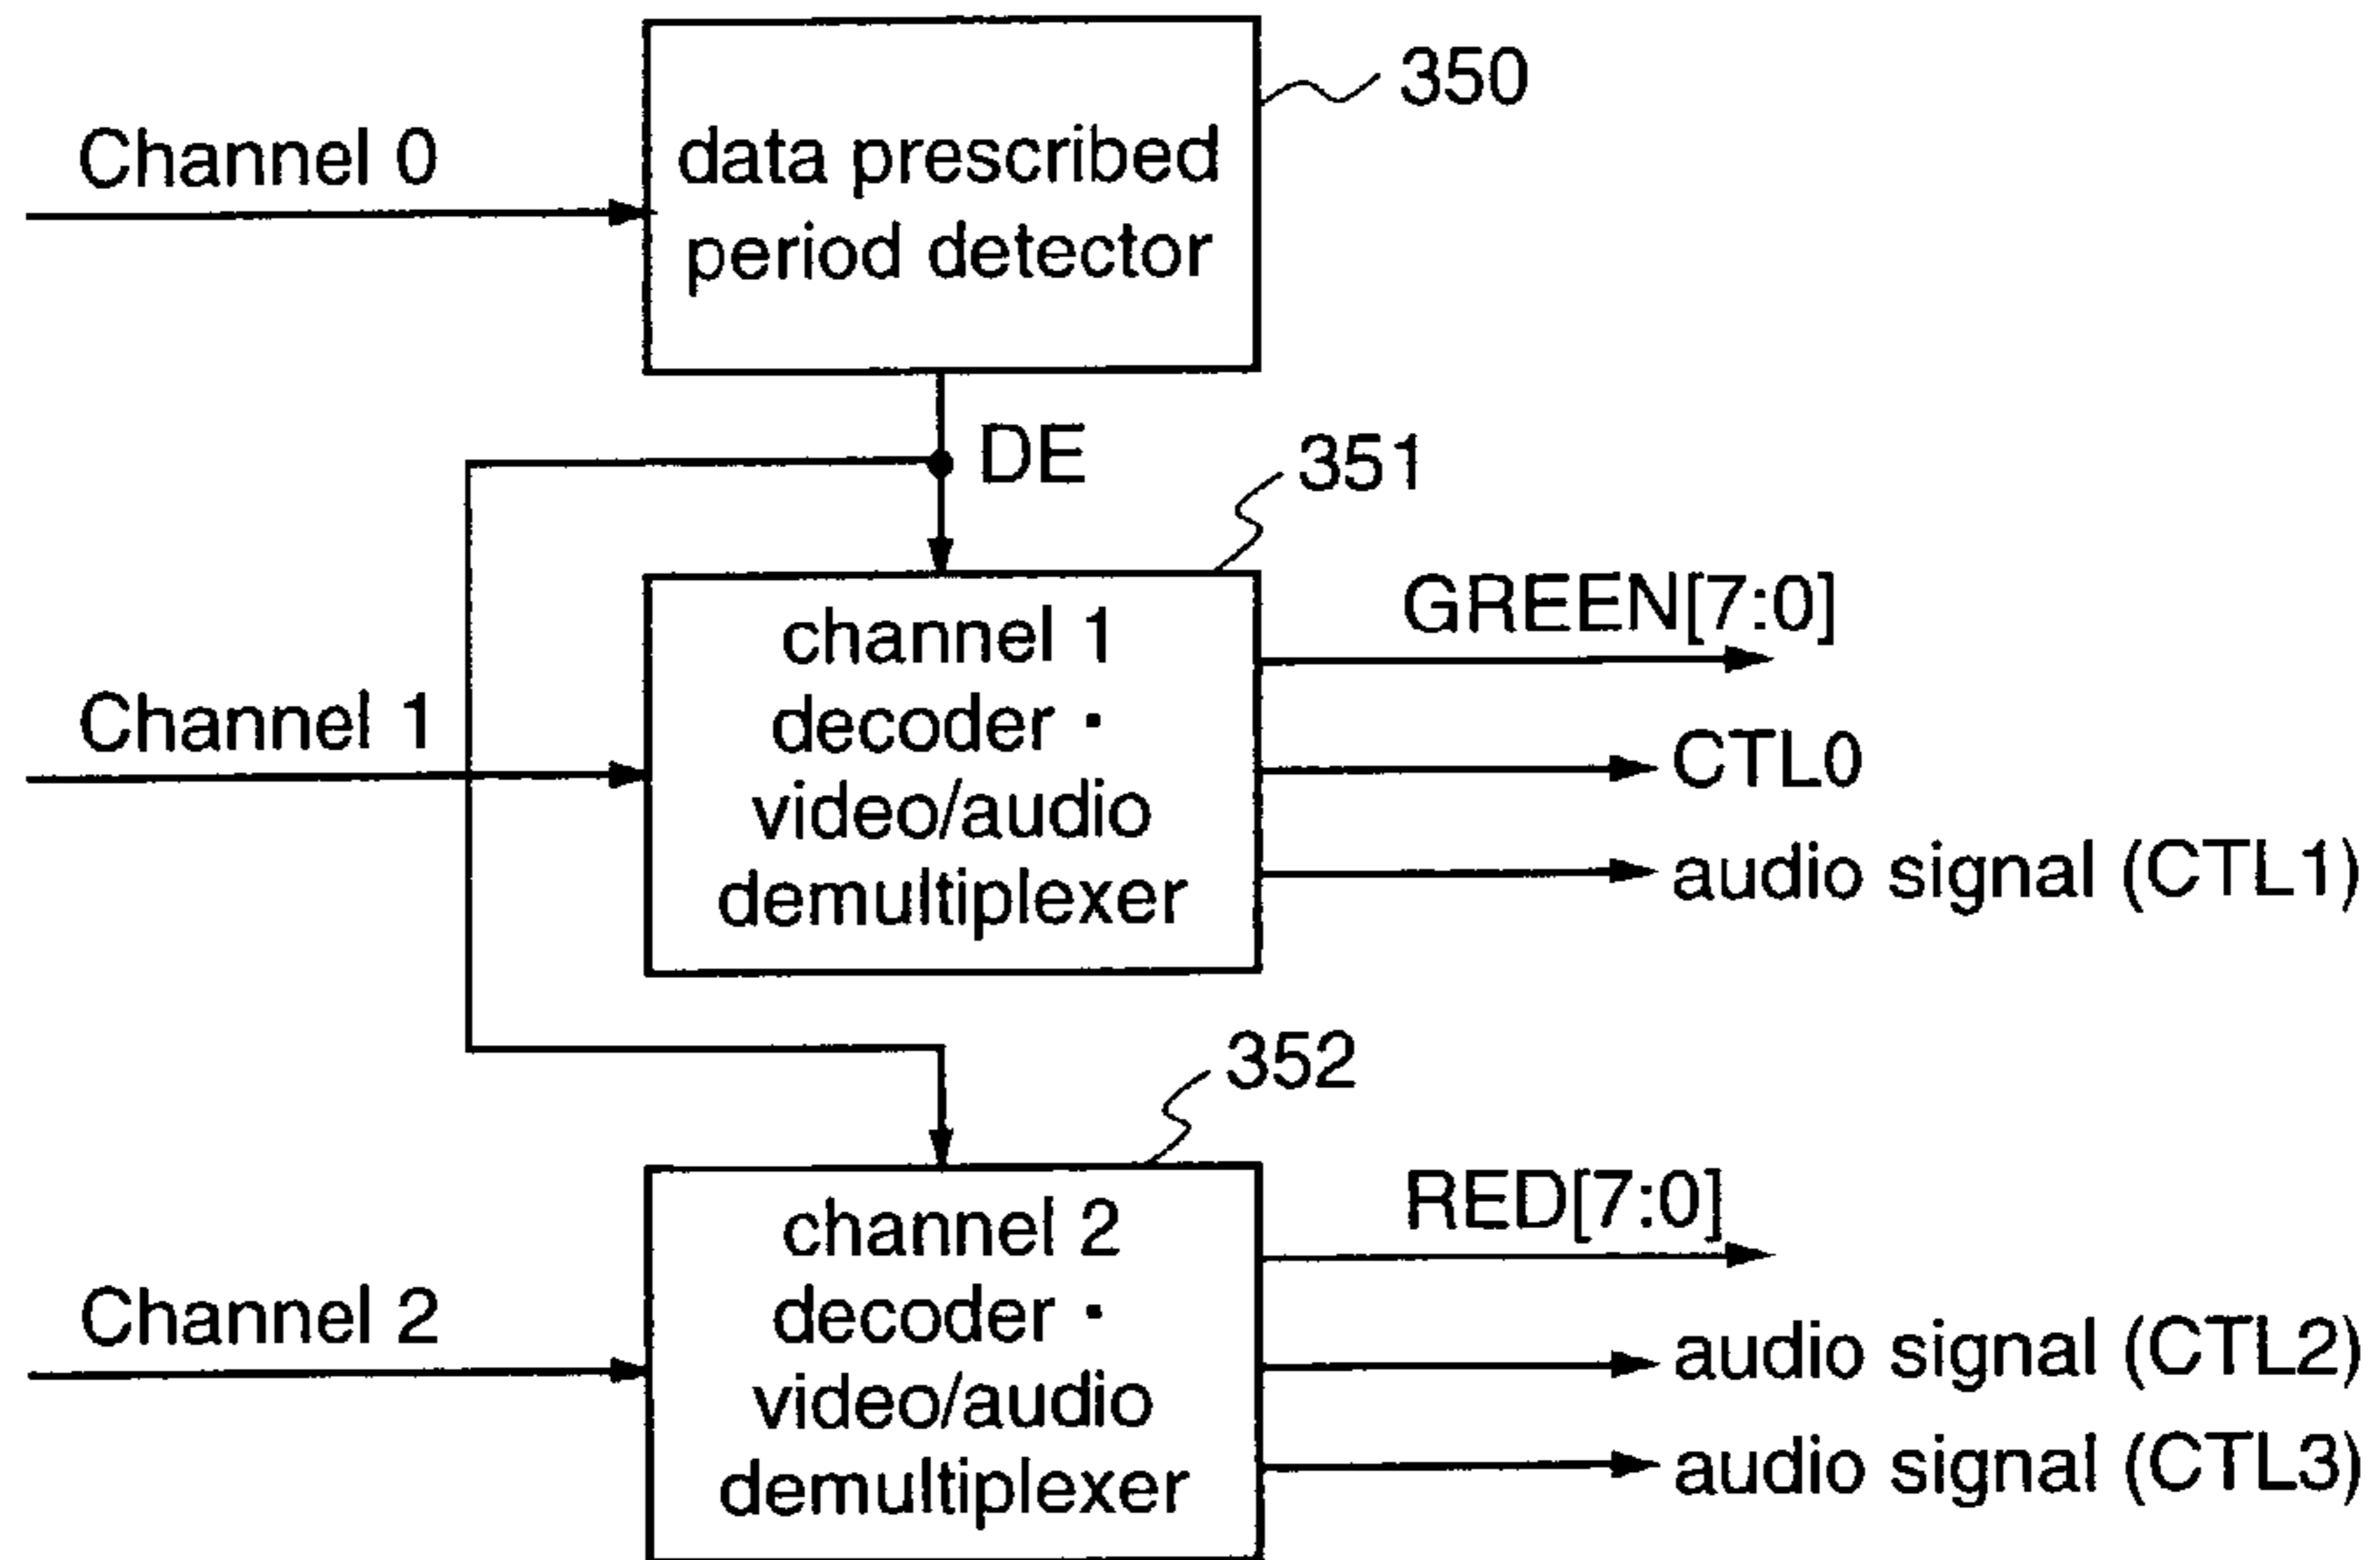 350
Channel 0
data prescribed
period detector
DE
351
Channel 1
channel 1
decoder ·
video/audio
demultiplexer
GREEN[7:0]
CTL0
audio signal (CTL1)
352
Channel 2
channel 2
decoder ·
video/audio
demultiplexer
RED[7:0]
audio signal (CTL2)
audio signal (CTL3)